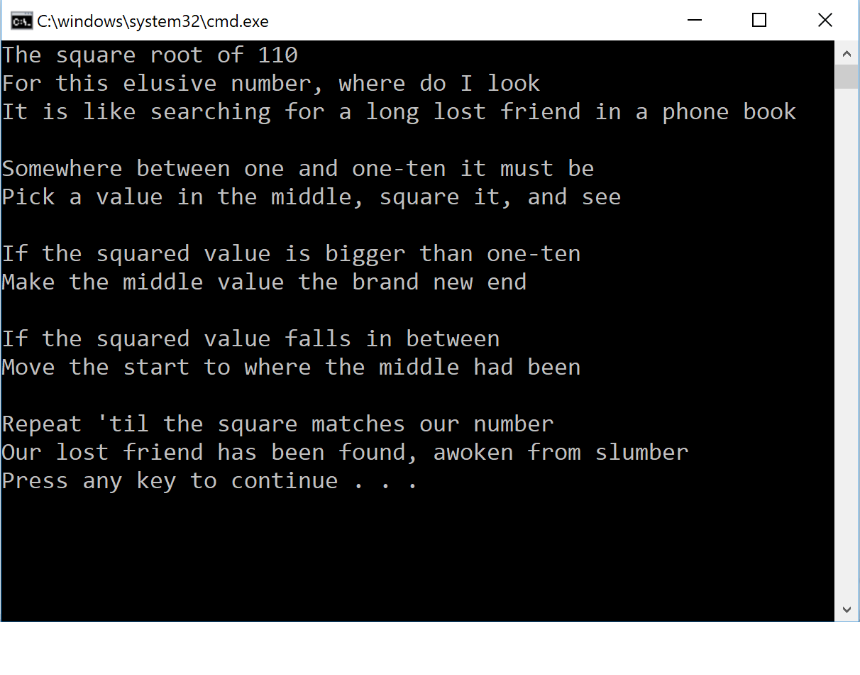 C:\windows\system32\cmd.exe
The square root of 110
For this elusive number, where do I look
It is like searching for a long lost friend in a phone book
Somewhere between one and one-ten it must be
Pick a value in the middle, square it, and see
If the squared value is bigger than one-ten
Make the middle value the brand new end
If the squared value falls in between
Move the start to where the middle had been
Repeat 'til the square matches our number
Our lost friend has been found, awoken from slumber
Press any key to continue . . .